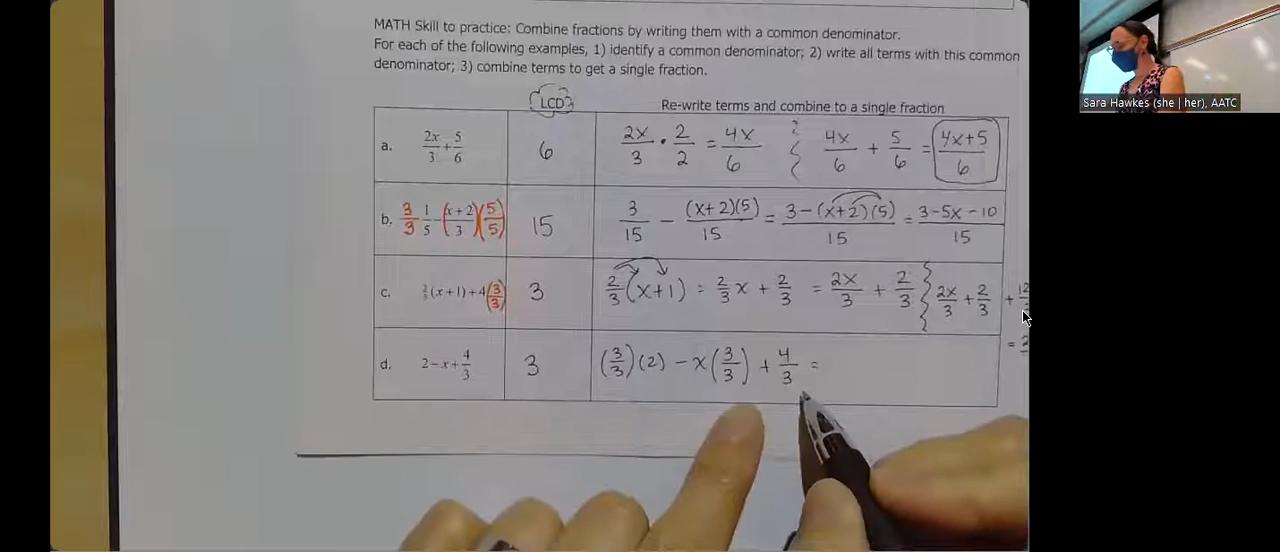 MATH Skill to practice: Combine fractions by writing them with a common denominator.
For each of the following examples, 1) identify a common denominator; 2) write all terms with this common
denominator; 3) combine terms to get a single fraction.
LCD Re-write terms and combine to a single fraction
a. 2x/3 + 5/6 6 2x/3 · 2/2 = 4x/6 4x/6 + 5/6 = 4x+5/6
b. 3/3 1/5 - (x+2/3)(5/5) 15 3/15 - (x+2)(5)/15 = 3-(x+2)(5)/15 = 3-5x-10/15
c. 2/3(x+1)+4(3/3) 3 2/3(x+1) = 2/3x + 2/3 = 2x/3 + 2/3 2x/3 + 2/3 +
=
d. 2-x+4/3 3 (3/3)(2) - x(3/3) + 4/3 =
Sara Hawkes (she | her), AATC